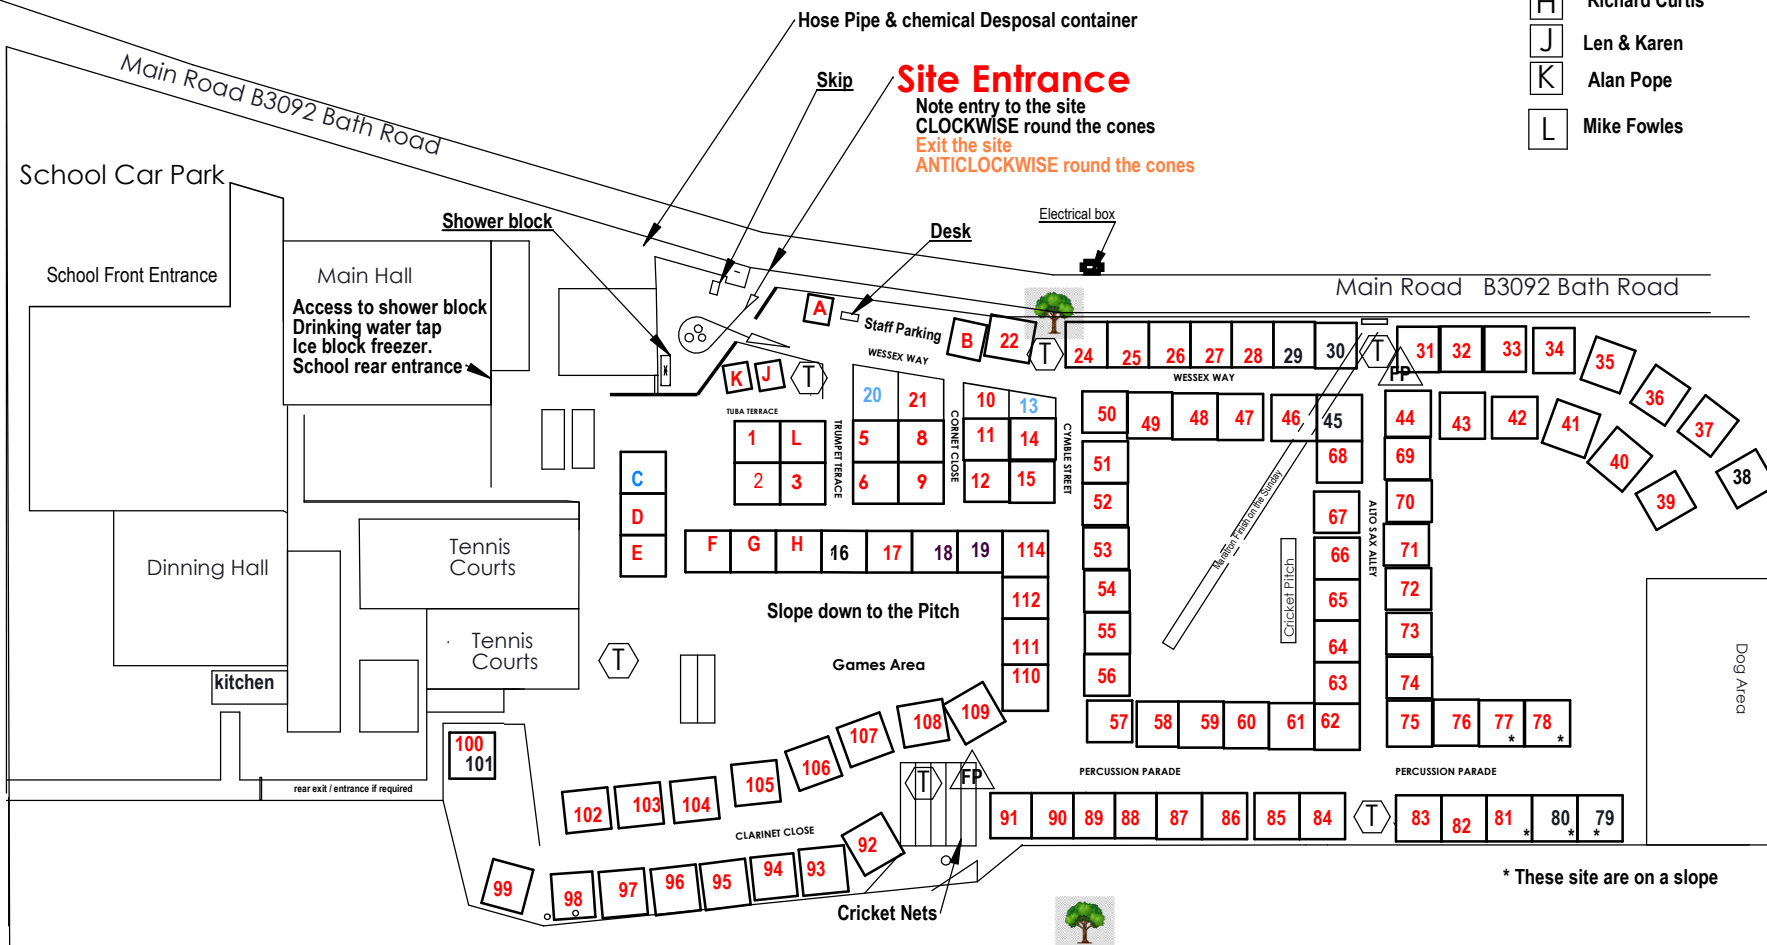 Hose Pipe & chemical Desposal container
H Richard Curtis
J Len & Karen
K Alan Pope
L Mike Fowles
Main Road B3092 Bath Road
Skip
Site Entrance
Note entry to the site
CLOCKWISE round the cones
Exit the site
ANTICLOCKWISE round the cones
School Car Park
Shower block
Desk
Electrical box
School Front Entrance
Main Hall
Access to shower block
Drinking water tap
Ice block freezer.
School rear entrance
Main Road B3092 Bath Road
A
Staff Parking
B 22
T
24 25 26 27 28 29 30
T
FP
31 32 33 34 35 36 37 38
WESSEX WAY
WESSEX WAY
K J T
TUBA TERRACE
20 21
10 13
1 L
2 3
TRUMPET TERACE
5 8
6 9
CORNET CLOSE
11 14
12 15
CYMBLE STREET
50 49 48 47 46 45
44 43 42 41 40 39
51
52
53
54
55
56
68
67
66
65
64
63
ALTO SAX ALLEY
69
70
71
72
73
74
Maratron Finish on the Sunday
Cricket Pitch
C
D
E
F G H 16 17 18 19 114
112
111
110
Slope down to the Pitch
Games Area
Dinning Hall
Tennis
Courts
Tennis
Courts
kitchen
T
Dog Area
57 58 59 60 61 62
75 76 77 * 78 *
100
101
102 103 104 105 106 107 108 109
T
FP
PERCUSSION PARADE
PERCUSSION PARADE
rear exit / entrance if required
CLARINET CLOSE
91 90 89 88 87 86 85 84
T
83 82 81 * 80 * 79 *
99 98 97 96 95 94 93 92
Cricket Nets
* These site are on a slope